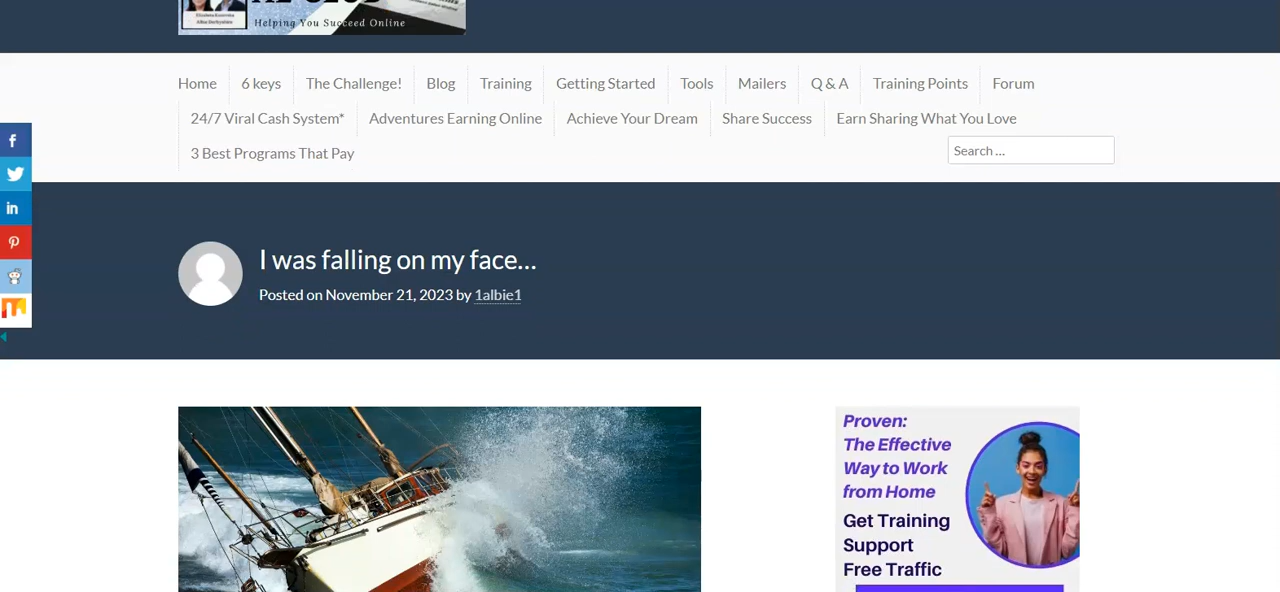 Helping You Succeed Online
Home
6 keys
The Challenge!
Blog
Training
Getting Started
Tools
Mailers
Q & A
Training Points
Forum
24/7 Viral Cash System*
Adventures Earning Online
Achieve Your Dream
Share Success
Earn Sharing What You Love
3 Best Programs That Pay
Search ...
I was falling on my face...
Posted on November 21, 2023 by 1albie1
Proven:
The Effective
Way to Work
from Home
Get Training
Support
Free Traffic